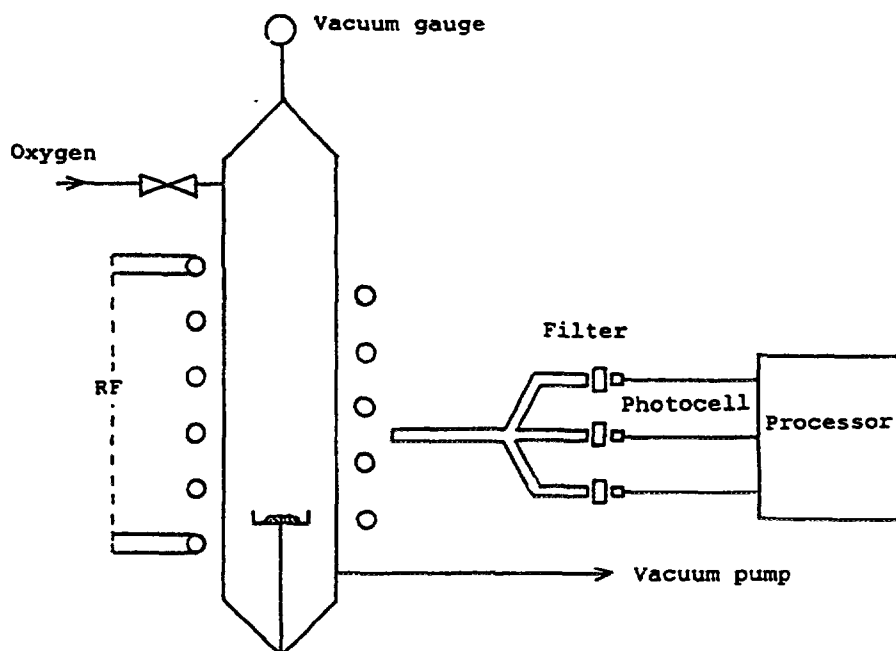 Vacuum gauge
Oxygen
Filter
RF
Photocell
Processor
Vacuum pump